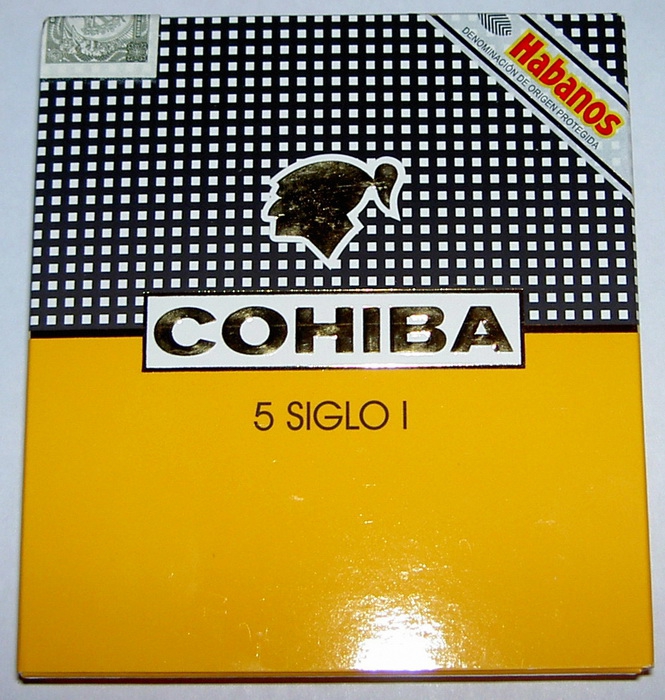 Habanos
DENOMINACIÓN DE ORIGEN PROTEGIDA
COHIBA
5 SIGLO I